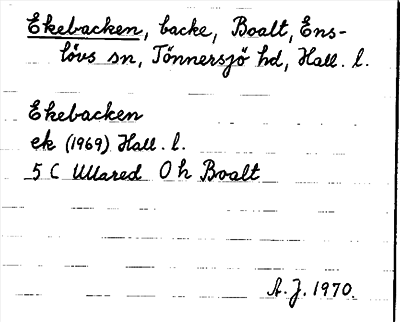 Ekebacken, backe, Boalt, Ens-
lövs sn, Tönnersjö hd, Hall. l.
Ekebacken
ek (1969) Hall. l.
5 C Ullared 0 h Boalt
A. J. 1970.